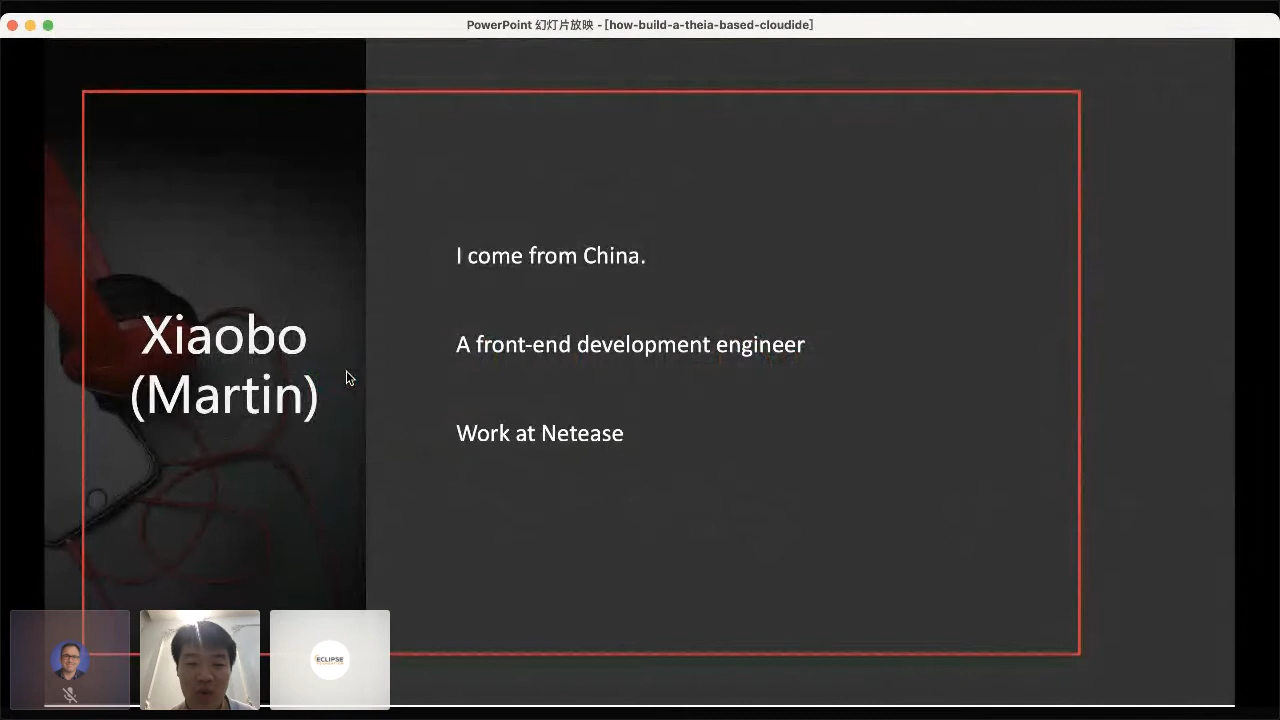 PowerPoint 幻灯片放映 - [how-build-a-theia-based-cloudide]
I come from China.
Xiaobo
(Martin)
A front-end development engineer
Work at Netease
ECLIPSE
FOUNDATION